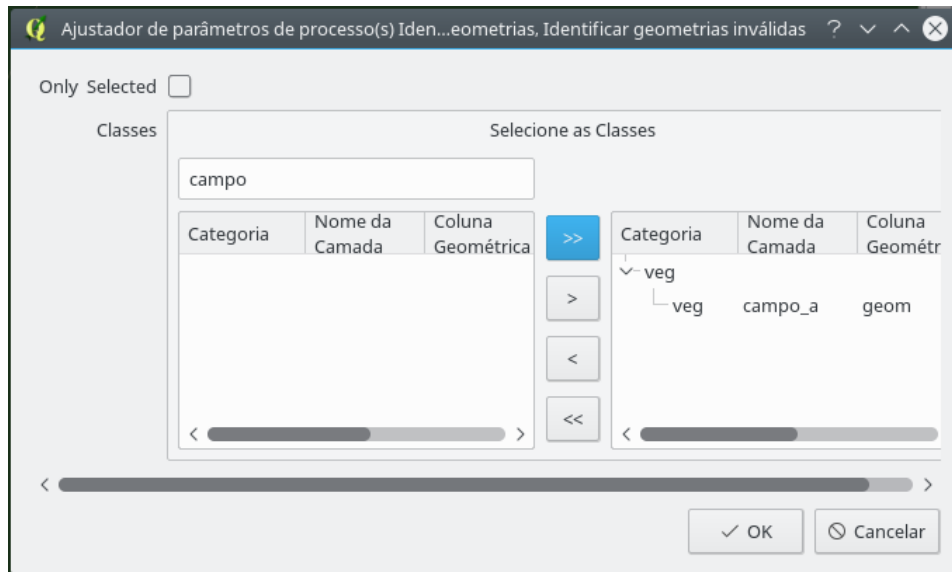 Ajustador de parâmetros de processo(s) Iden...eometrias, Identificar geometrias inválidas
Only Selected
Classes
Selecione as Classes
campo
Categoria
Nome da
Camada
Coluna
Geométrica
>>
>
<
<<
Categoria
Nome da
Camada
Coluna
Geométr
veg
veg campo_a geom
OK
Cancelar